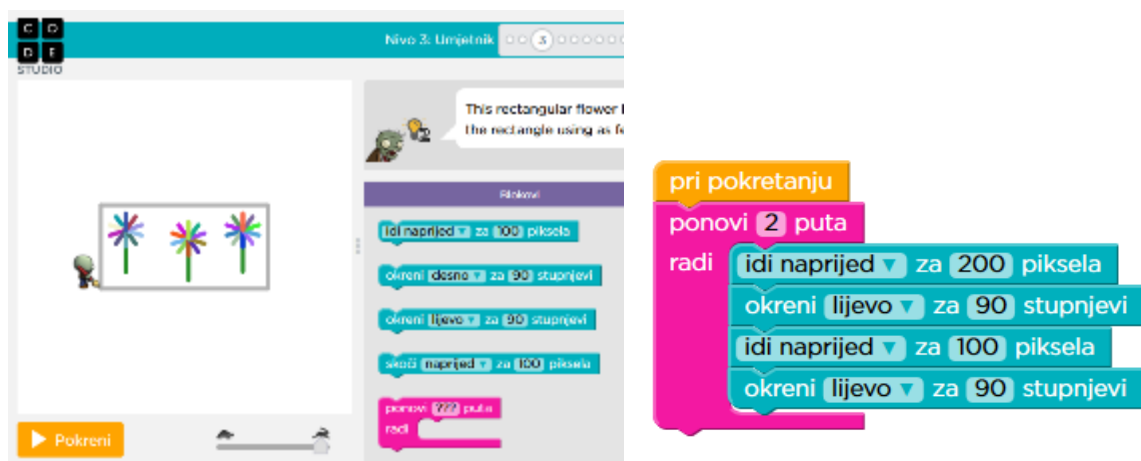 C O
D E
STUDIO
Nivo 3: Umjetnik
3
This rectangular flower
the rectangle using as
Blokovi
idi naprijed za 100 piksela
okreni desno za 90 stupnjevi
okreni lijevo za 90 stupnjevi
skoči naprijed za 100 piksela
ponovi ??? puta
radi
Pokreni
pri pokretanju
ponovi 2 puta
radi
idi naprijed za 200 piksela
okreni lijevo za 90 stupnjevi
idi naprijed za 100 piksela
okreni lijevo za 90 stupnjevi